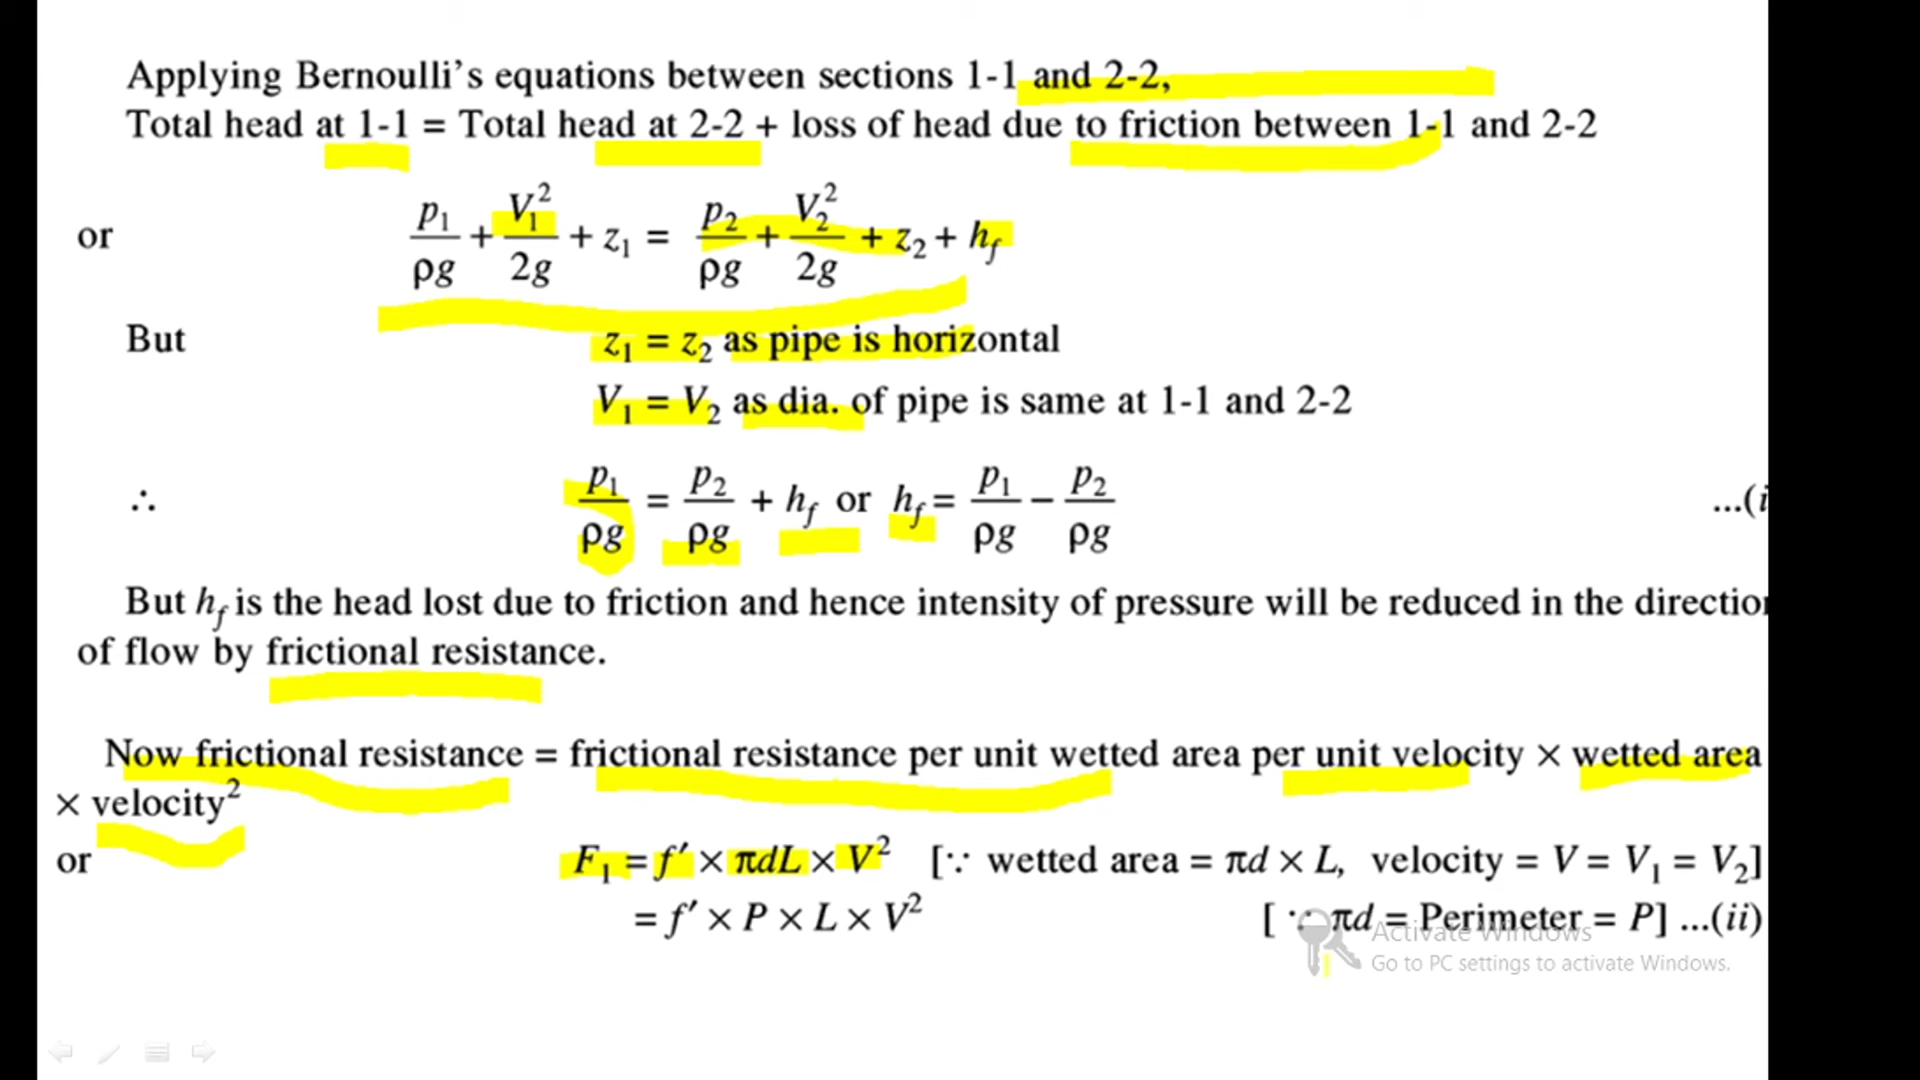 Applying Bernoulli’s equations between sections 1-1 and 2-2,
Total head at 1-1 = Total head at 2-2 + loss of head due to friction between 1-1 and 2-2
or p₁/ρg + V₁²/2g + z₁ = p₂/ρg + V₂²/2g + z₂ + h_f
But z₁ = z₂ as pipe is horizontal
V₁ = V₂ as dia. of pipe is same at 1-1 and 2-2
∴ p₁/ρg = p₂/ρg + h_f or h_f = p₁/ρg − p₂/ρg ...(i
But h_f is the head lost due to friction and hence intensity of pressure will be reduced in the direction
of flow by frictional resistance.
Now frictional resistance = frictional resistance per unit wetted area per unit velocity × wetted area
× velocity²
or F₁ = f′ × πdL × V² [∵ wetted area = πd × L, velocity = V = V₁ = V₂]
= f′ × P × L × V² [∵ πd = Perimeter = P] ...(ii)
Activate Windows
Go to PC settings to activate Windows.